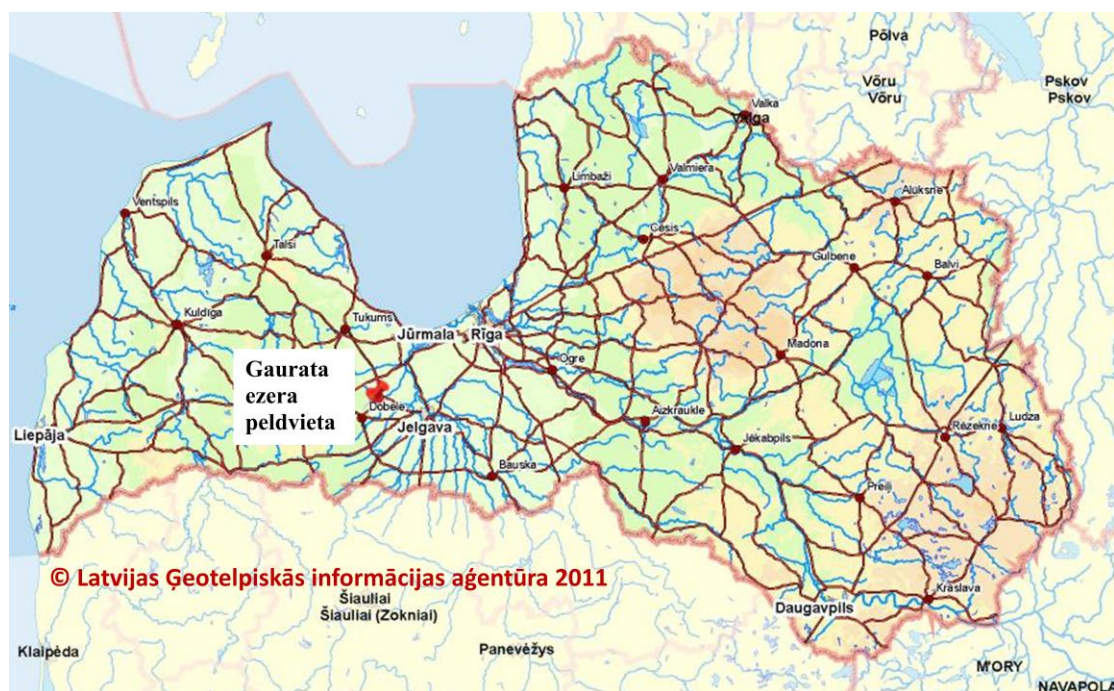 Põlva
Võru
Võru
Pskov
Pskov
Valka
Valga
Valmiera
Limbaži
Alūksne
Ventspils
Cēsis
Talsi
Gulbene
Balvi
Kuldīga
Tukums
Jūrmala
Rīga
Madona
Ogre
Gaurata
ezera
peldvieta
Dobele
Jelgava
Aizkraukle
Ludza
Rēzekne
Liepāja
Jēkabpils
Bauska
Preiļi
© Latvijas Ģeotelpiskās informācijas aģentūra 2011
Šiauliai
Šiauliai (Zokniai)
Krāslava
Daugavpils
Klaipėda
Panevėžys
M'ORY
NAVAPOLA